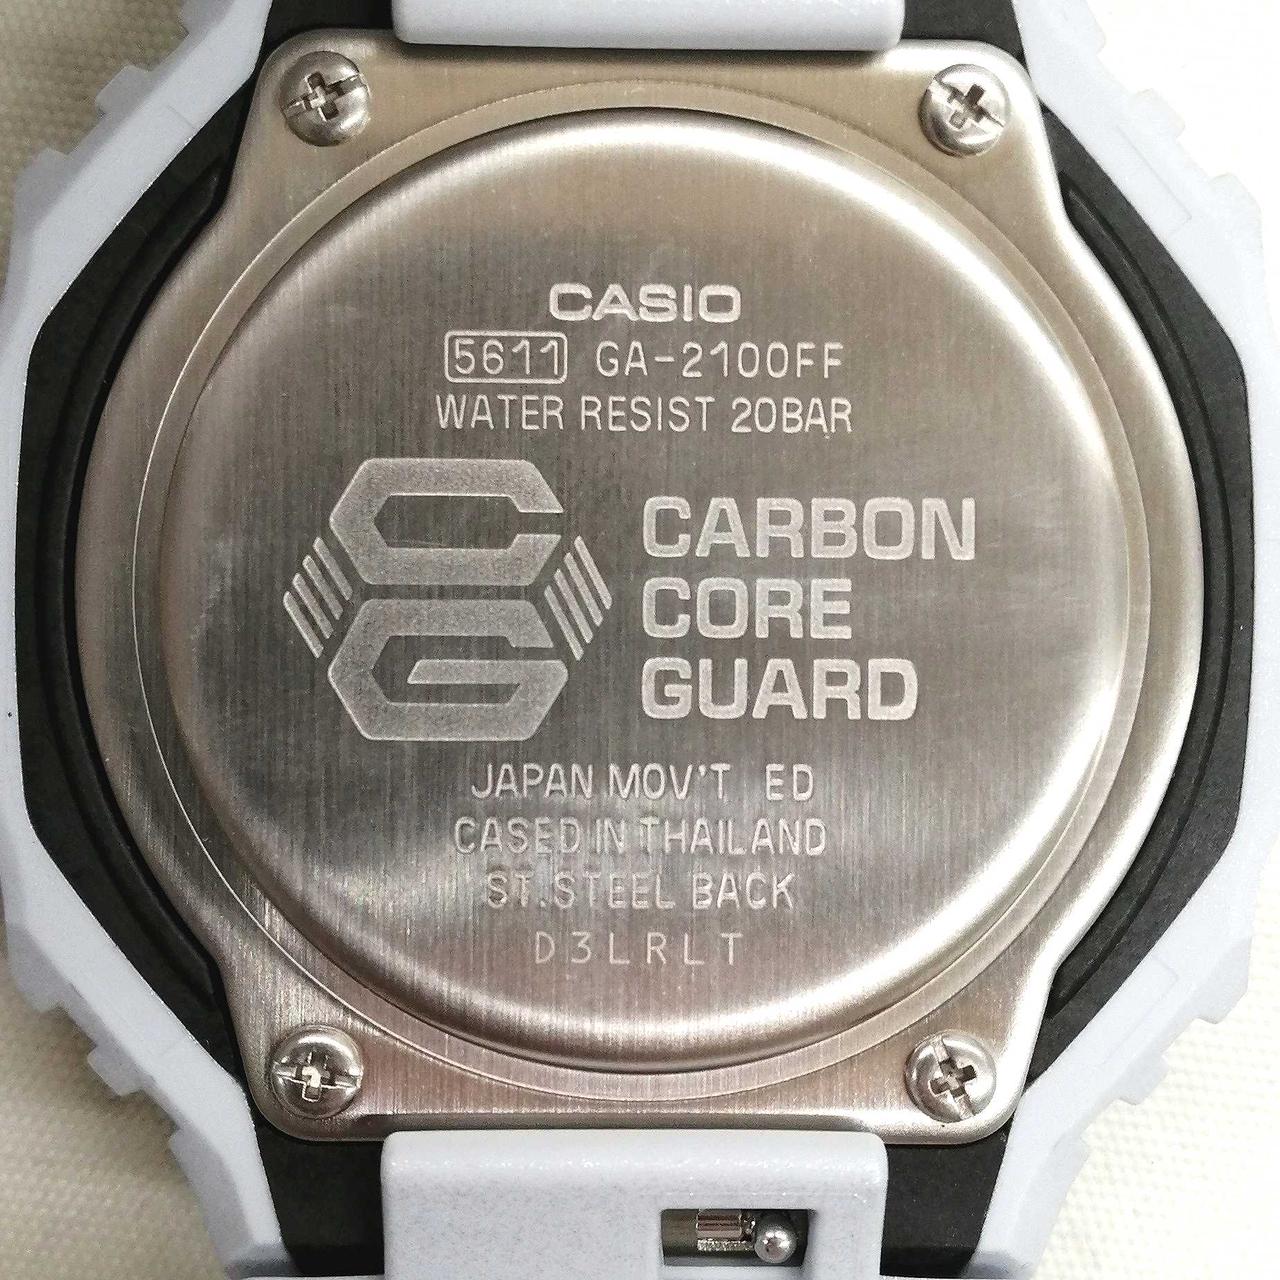 CASIO
5611 GA-2100FF
WATER RESIST 20BAR
CG
CARBON
CORE
GUARD
JAPAN MOV'T ED
CASED IN THAILAND
ST.STEEL BACK
D3LRLT